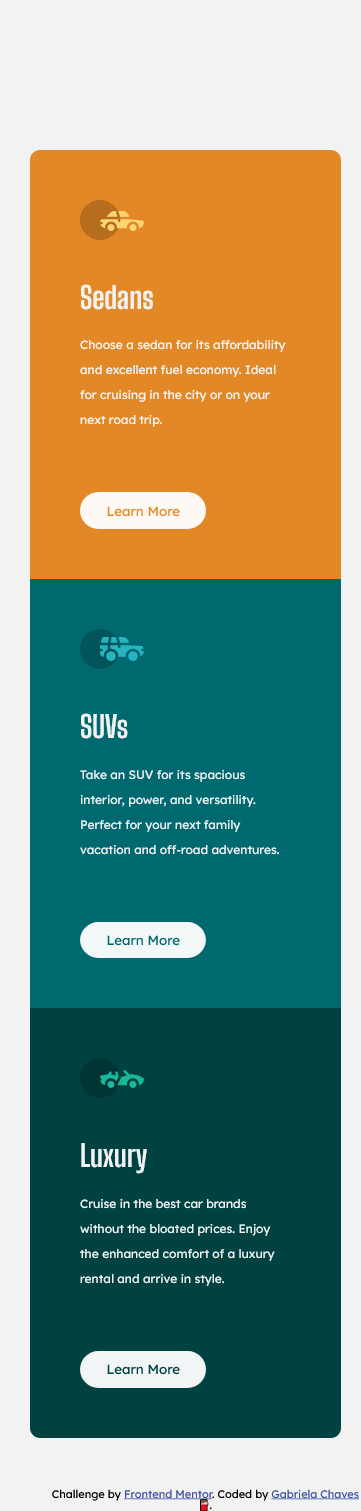 Sedans
Choose a sedan for its affordability
and excellent fuel economy. Ideal
for cruising in the city or on your
next road trip.
Learn More
SUVs
Take an SUV for its spacious
interior, power, and versatility.
Perfect for your next family
vacation and off-road adventures.
Learn More
Luxury
Cruise in the best car brands
without the bloated prices. Enjoy
the enhanced comfort of a luxury
rental and arrive in style.
Learn More
Challenge by Frontend Mentor. Coded by Gabriela Chaves
.